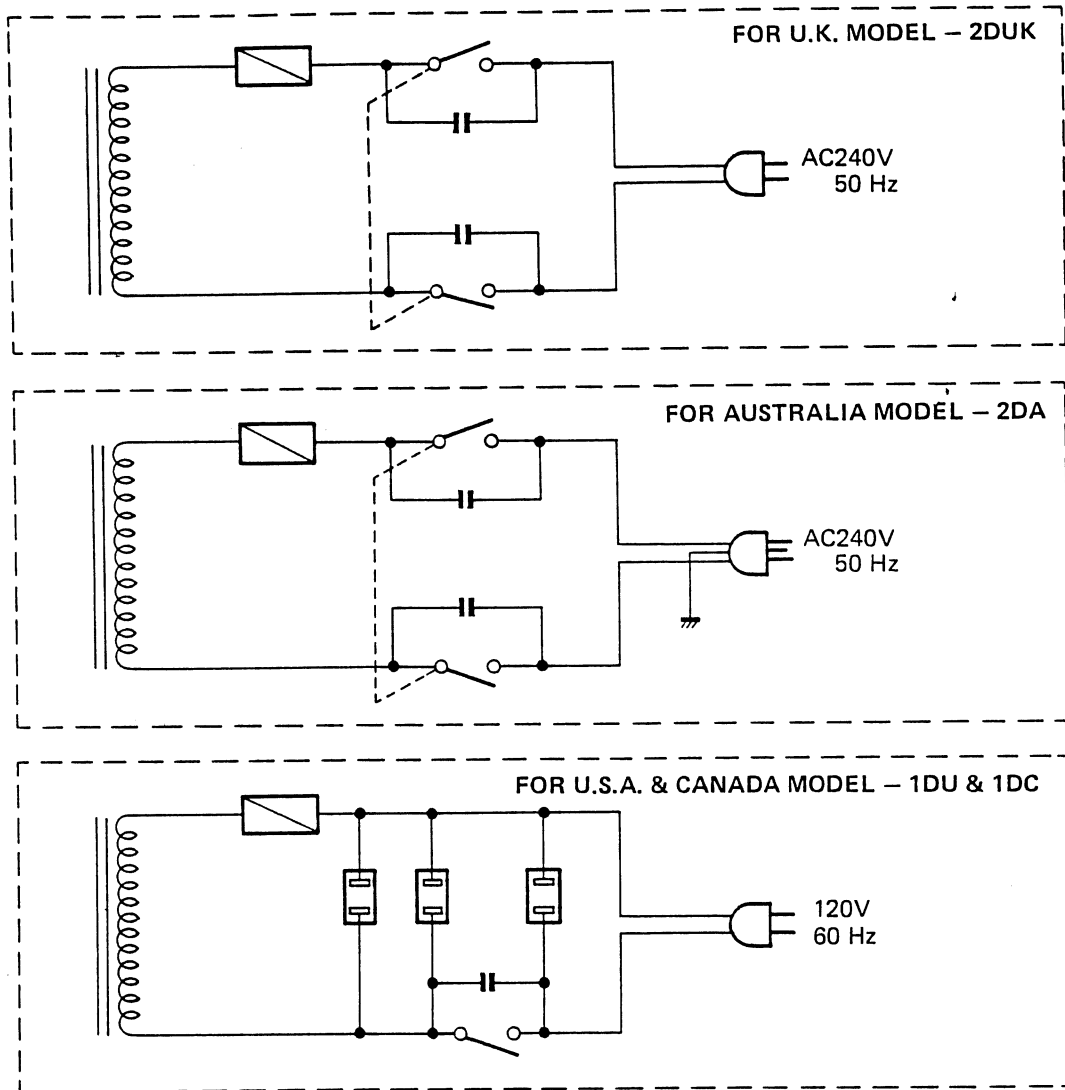 FOR U.K. MODEL – 2DUK
AC240V
50 Hz
FOR AUSTRALIA MODEL – 2DA
AC240V
50 Hz
FOR U.S.A. & CANADA MODEL – 1DU & 1DC
120V
60 Hz